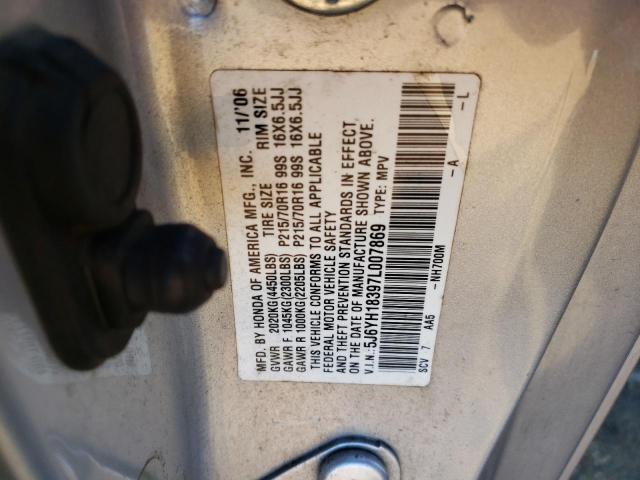 MFD. BY HONDA OF AMERICA MFG., INC. 11/'06
GVWR 2020KG(4450LBS) TIRE SIZE RIM SIZE
GAWR F 1045KG(2300LBS) P215/70R16 99S 16X6.5JJ
GAWR R 1000KG(2205LBS) P215/70R16 99S 16X6.5JJ
THIS VEHICLE CONFORMS TO ALL APPLICABLE
FEDERAL MOTOR VEHICLE SAFETY
AND THEFT PREVENTION STANDARDS IN EFFECT
ON THE DATE OF MANUFACTURE SHOWN ABOVE.
V.I.N.: 5J6YH18397L007869 TYPE: MPV
SCV 7 AA5 -NH700M -A -L